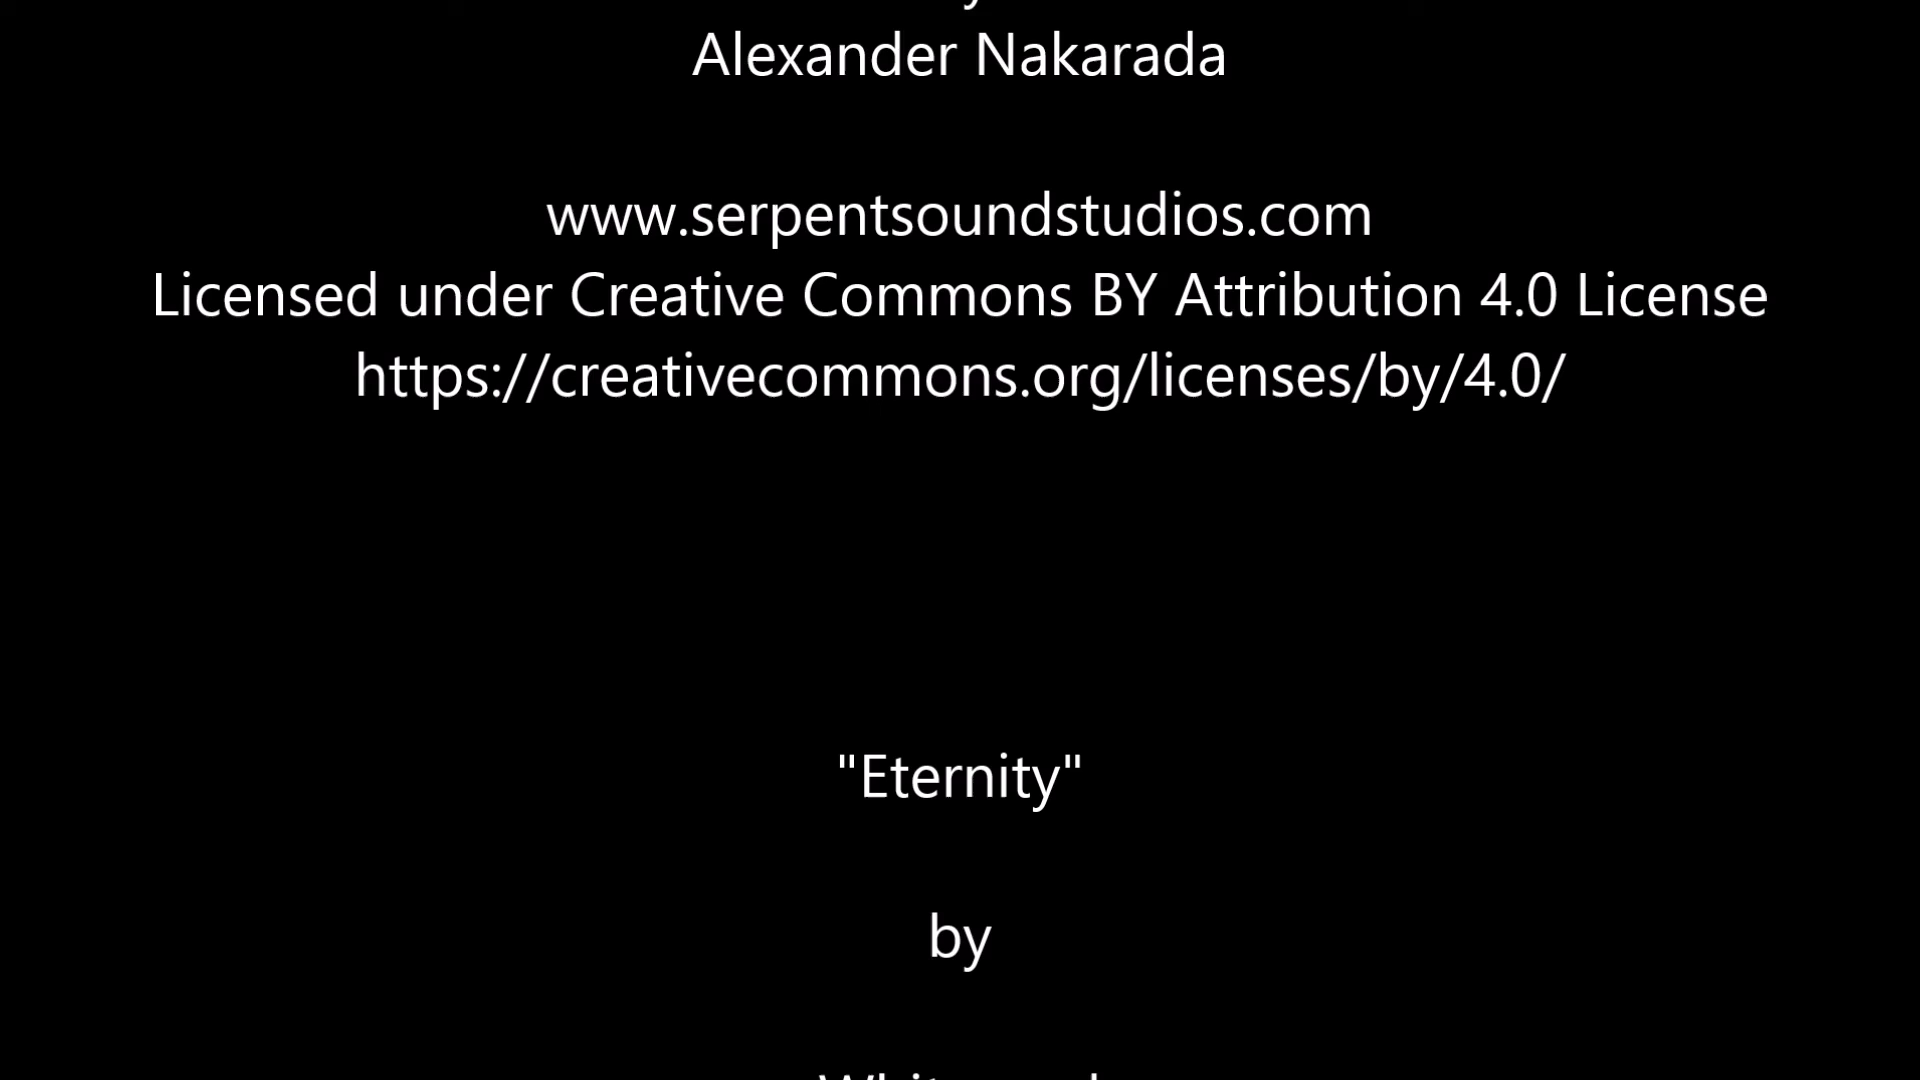 Alexander Nakarada
www.serpentsoundstudios.com
Licensed under Creative Commons BY Attribution 4.0 License
https://creativecommons.org/licenses/by/4.0/
"Eternity"
by